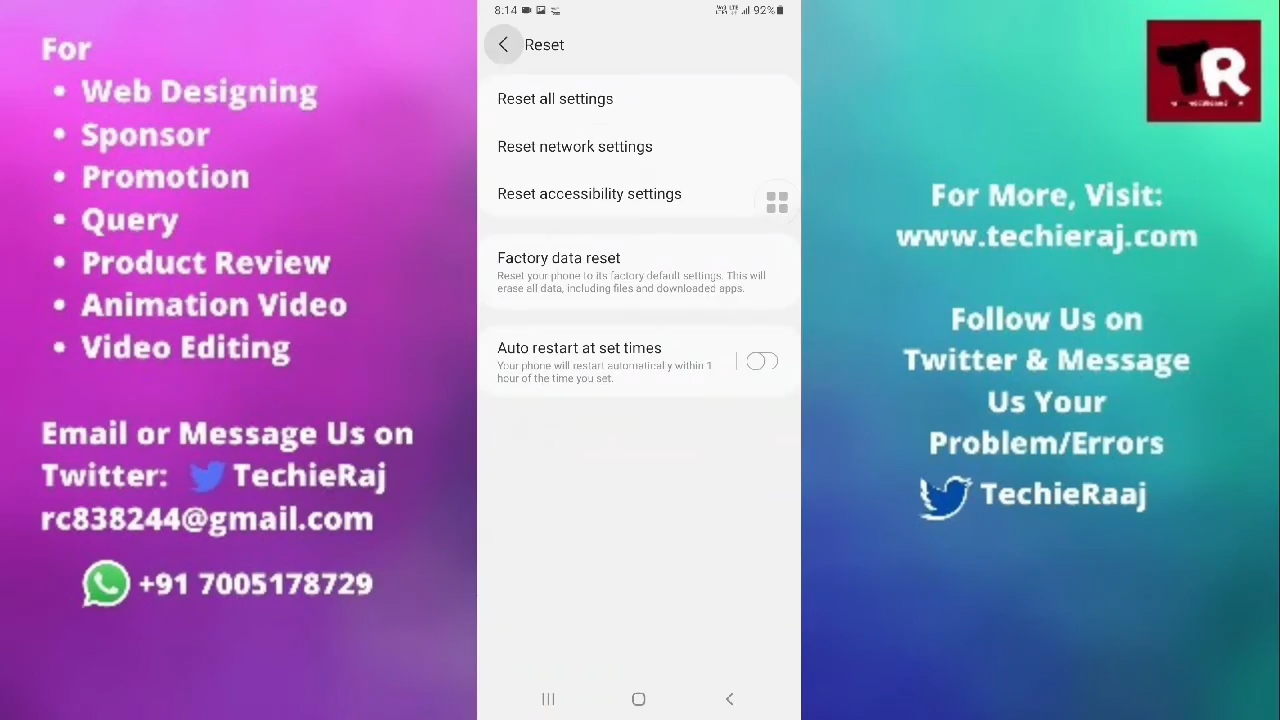 For
• Web Designing
• Sponsor
• Promotion
• Query
• Product Review
• Animation Video
• Video Editing
Email or Message Us on
Twitter: TechieRaj
rc838244@gmail.com
+91 7005178729
8:14
92%
Reset
Reset all settings
Reset network settings
Reset accessibility settings
Factory data reset
Reset your phone to its factory default settings. This will
erase all data, including files and downloaded apps.
Auto restart at set times
Your phone will restart automatically within 1
hour of the time you set.
TR
For More, Visit:
www.techieraj.com
Follow Us on
Twitter & Message
Us Your
Problem/Errors
TechieRaaj